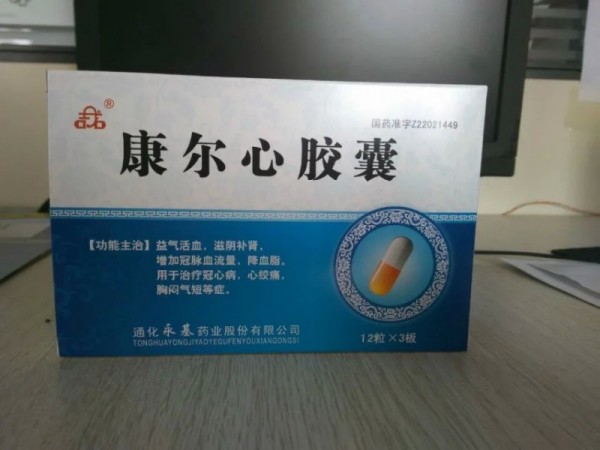 ®
国药准字Z22021449
康尔心胶囊
【功能主治】益气活血，滋阴补肾，
增加冠脉血流量，降血脂。
用于治疗冠心病，心绞痛，
胸闷气短等症。
通化永基药业股份有限公司
TONGHUAYONGJIYAOYEGUFENYOUXIANGONGSI
12粒×3板